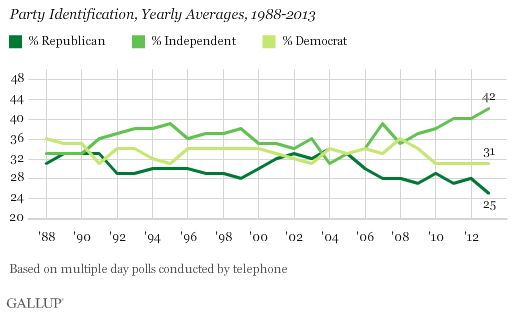 Party Identification, Yearly Averages, 1988-2013
% Republican % Independent % Democrat
48
44
40
36
32
28
24
20
42
31
25
'88 '90 '92 '94 '96 '98 '00 '02 '04 '06 '08 '10 '12
Based on multiple day polls conducted by telephone
GALLUP'